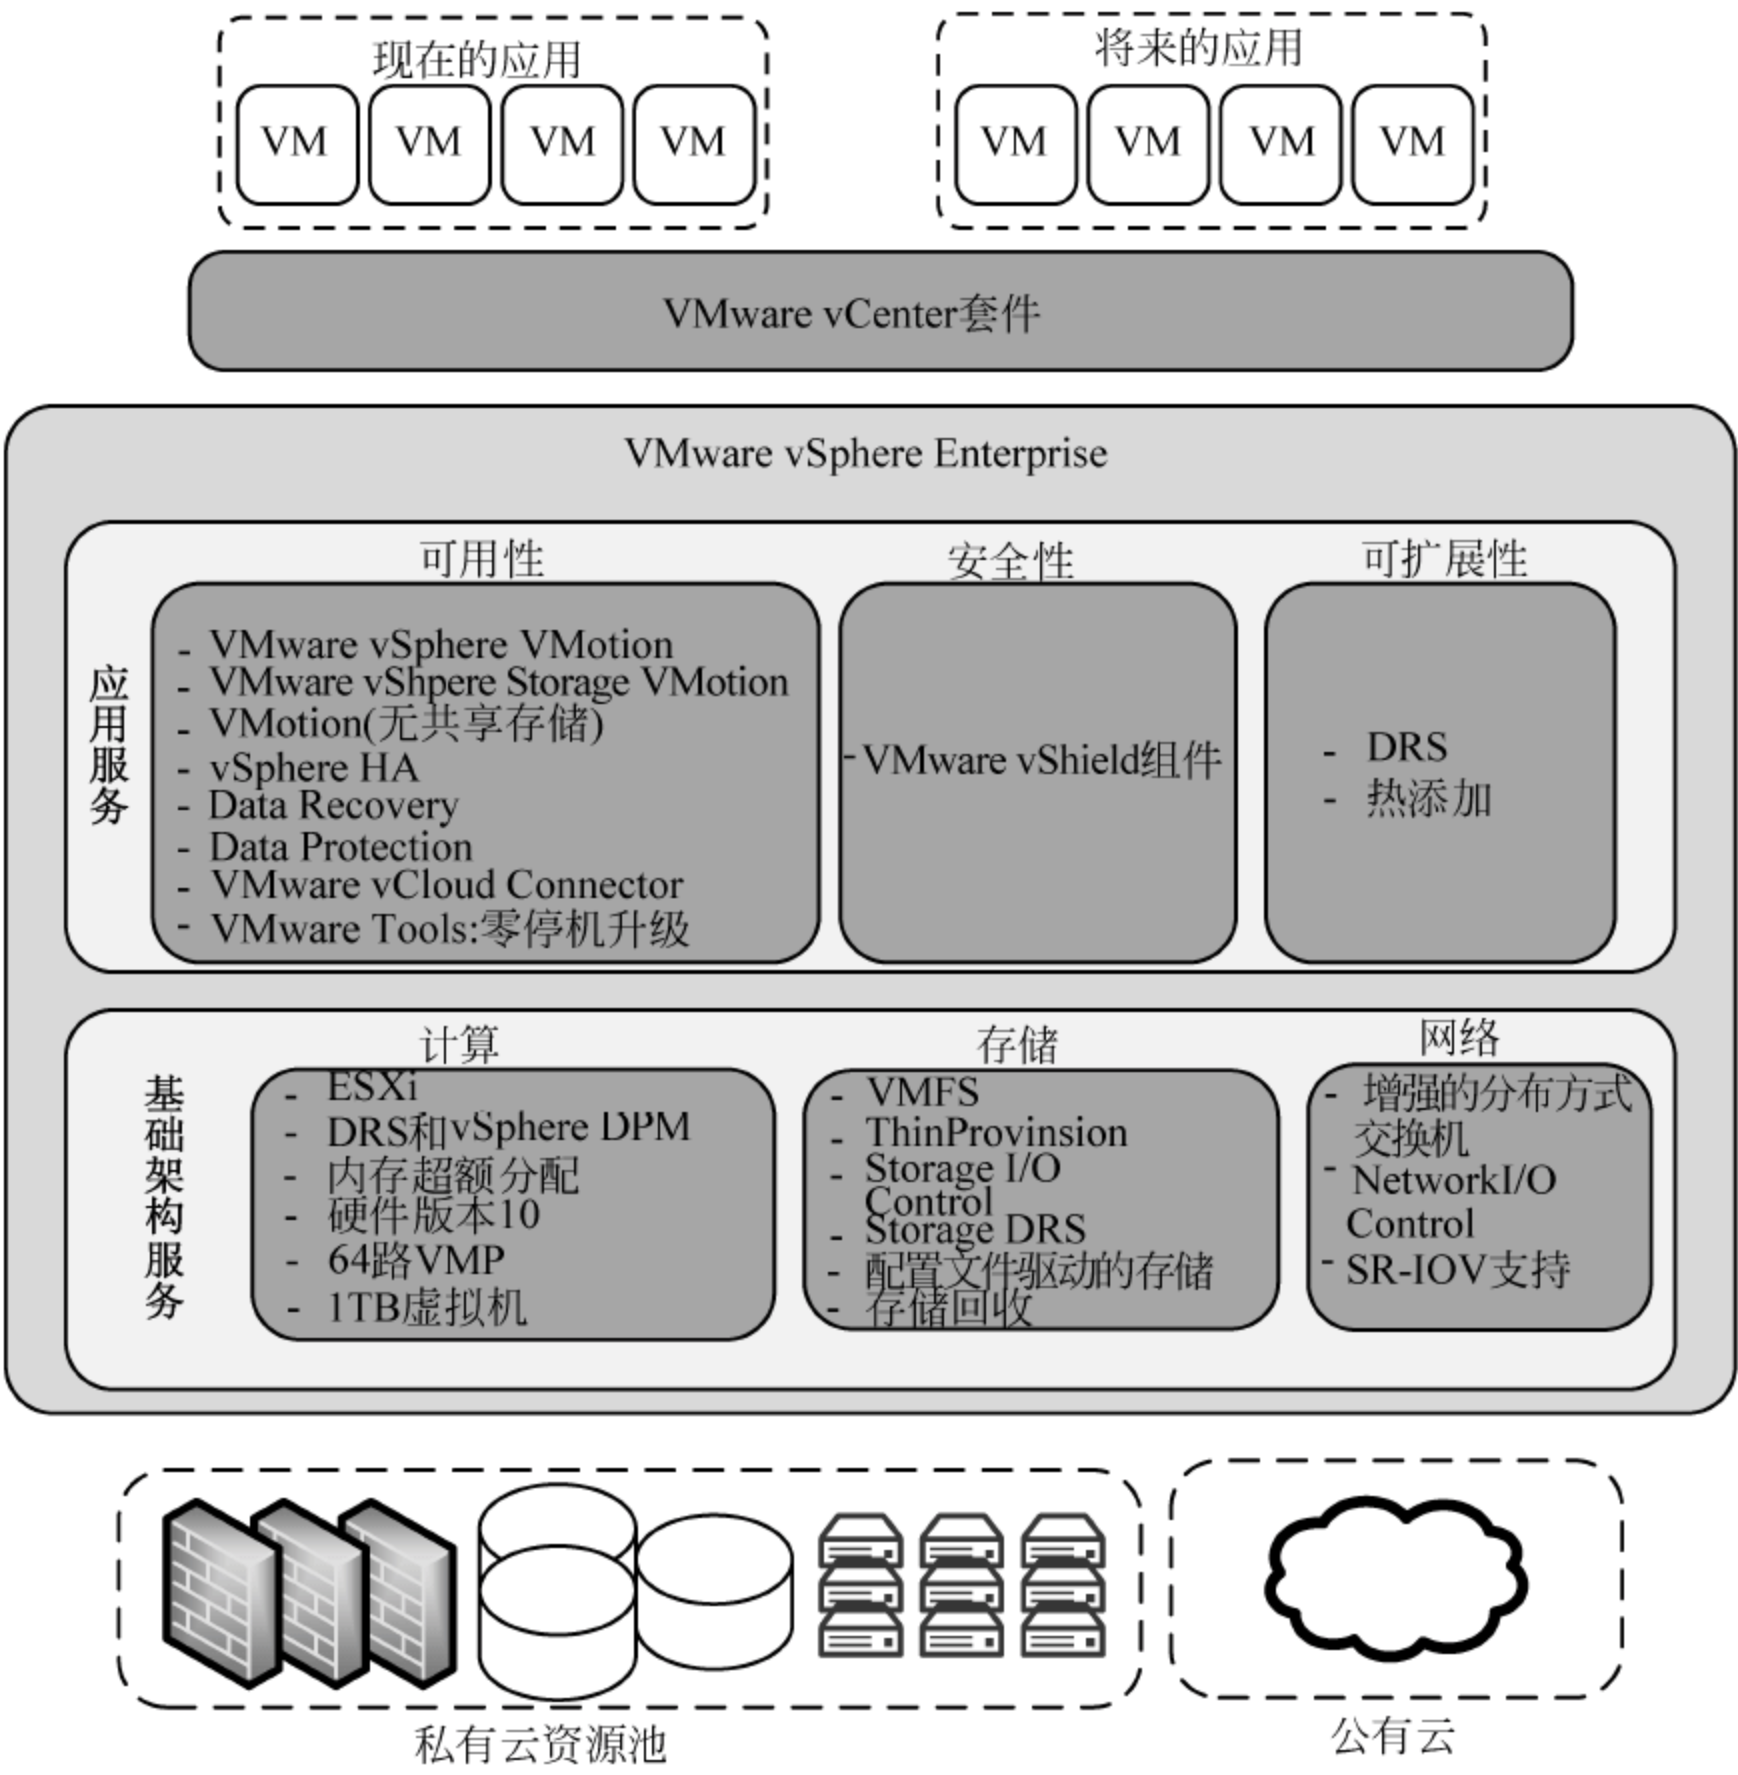 现在的应用
VM VM VM VM
将来的应用
VM VM VM VM
VMware vCenter套件
VMware vSphere Enterprise
应用服务
可用性
- VMware vSphere VMotion
- VMware vShpere Storage VMotion
- VMotion(无共享存储)
- vSphere HA
- Data Recovery
- Data Protection
- VMware vCloud Connector
- VMware Tools:零停机升级
安全性
-VMware vShield组件
可扩展性
- DRS
- 热添加
基础架构服务
计算
- ESXi
- DRS和vSphere DPM
- 内存超额分配
- 硬件版本10
- 64路VMP
- 1TB虚拟机
存储
- VMFS
- ThinProvinsion
- Storage I/O
Control
- Storage DRS
- 配置文件驱动的存储
- 存储回收
网络
- 增强的分布方式
交换机
- NetworkI/O
Control
- SR-IOV支持
私有云资源池
公有云